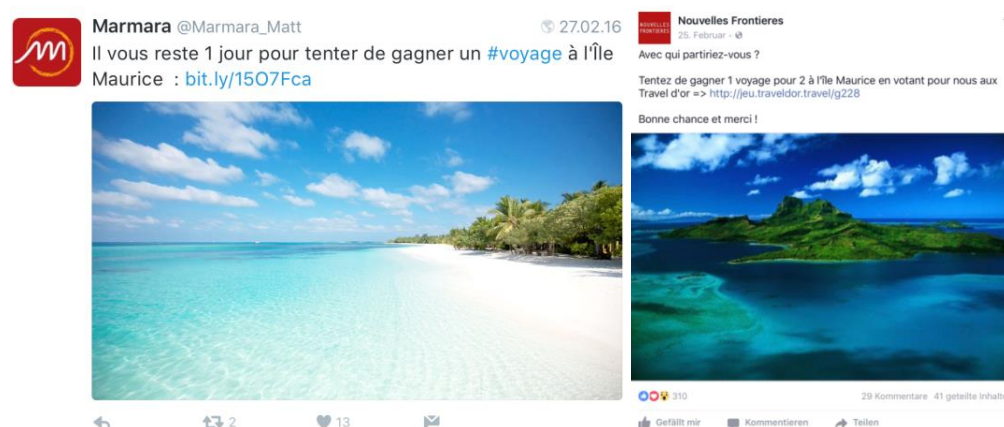 Marmara @Marmara_Matt
27.02.16
Il vous reste 1 jour pour tenter de gagner un #voyage à l'Île
Maurice : bit.ly/15O7Fca
2
13
NOUVELLES
FRONTIERES
Nouvelles Frontieres
25. Februar
Avec qui partiriez-vous ?
Tentez de gagner 1 voyage pour 2 à l'île Maurice en votant pour nous aux
Travel d'or => http://jeu.traveldor.travel/g228
Bonne chance et merci !
310
29 Kommentare 41 geteilte Inhalte
Gefällt mir
Kommentieren
Teilen